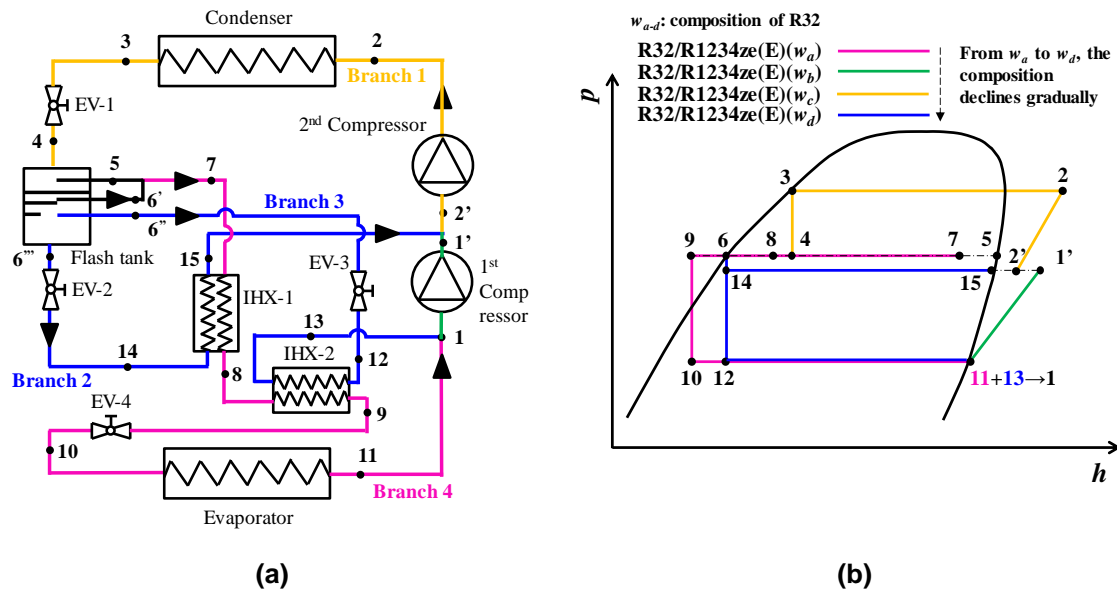 Condenser
3
2
Branch 1
EV-1
2nd Compressor
4
5
7
6'
Branch 3
6''
2'
1'
6'''
Flash tank
15
EV-3
1st
Comp
ressor
EV-2
IHX-1
13
1
14
IHX-2
12
Branch 2
8
EV-4
9
10
11
Branch 4
Evaporator
(a)
wa-d: composition of R32
R32/R1234ze(E)(wa)
R32/R1234ze(E)(wb)
R32/R1234ze(E)(wc)
R32/R1234ze(E)(wd)
From wa to wd, the
composition
declines gradually
p
3
2
9
6
8
4
7
5
2'
1'
14
15
10
12
11+13→1
h
(b)